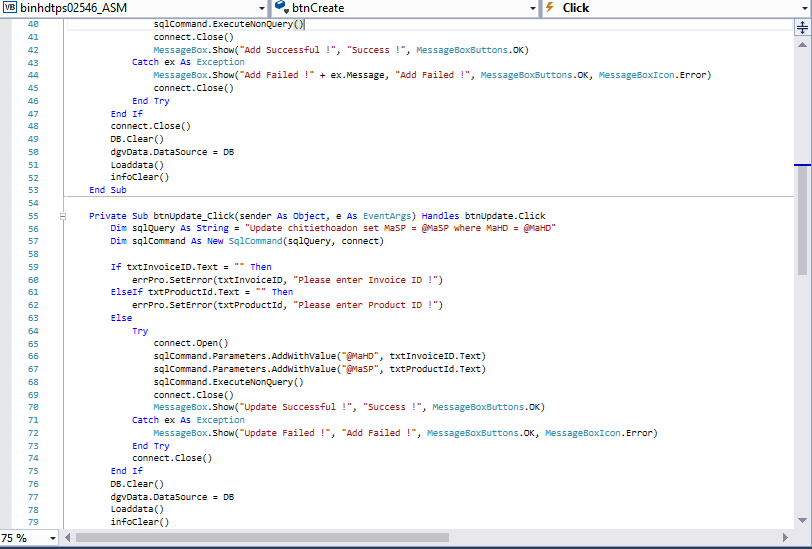 binhdtps02546_ASM btnCreate Click
40 sqlCommand.ExecuteNonQuery()
41 connect.Close()
42 MessageBox.Show("Add Successful !", "Success !", MessageBoxButtons.OK)
43 Catch ex As Exception
44 MessageBox.Show("Add Failed !" + ex.Message, "Add Failed !", MessageBoxButtons.OK, MessageBoxIcon.Error)
45 connect.Close()
46 End Try
47 End If
48 connect.Close()
49 DB.Clear()
50 dgvData.DataSource = DB
51 Loaddata()
52 infoClear()
53 End Sub
54
55 Private Sub btnUpdate_Click(sender As Object, e As EventArgs) Handles btnUpdate.Click
56 Dim sqlQuery As String = "Update chitiethoadon set MaSP = @MaSP where MaHD = @MaHD"
57 Dim sqlCommand As New SqlCommand(sqlQuery, connect)
58
59 If txtInvoiceID.Text = "" Then
60 errPro.SetError(txtInvoiceID, "Please enter Invoice ID !")
61 ElseIf txtProductId.Text = "" Then
62 errPro.SetError(txtProductId, "Please enter Product ID !")
63 Else
64 Try
65 connect.Open()
66 sqlCommand.Parameters.AddWithValue("@MaHD", txtInvoiceID.Text)
67 sqlCommand.Parameters.AddWithValue("@MaSP", txtProductId.Text)
68 sqlCommand.ExecuteNonQuery()
69 connect.Close()
70 MessageBox.Show("Update Successful !", "Success !", MessageBoxButtons.OK)
71 Catch ex As Exception
72 MessageBox.Show("Update Failed !", "Add Failed !", MessageBoxButtons.OK, MessageBoxIcon.Error)
73 End Try
74 connect.Close()
75 End If
76 DB.Clear()
77 dgvData.DataSource = DB
78 Loaddata()
79 infoClear()
75 %